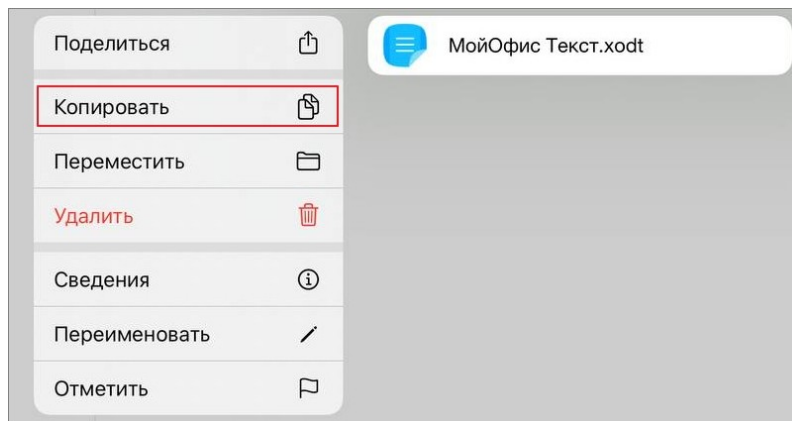 Поделиться
МойОфис Текст.xodt
Копировать
Переместить
Удалить
Сведения
Переименовать
Отметить